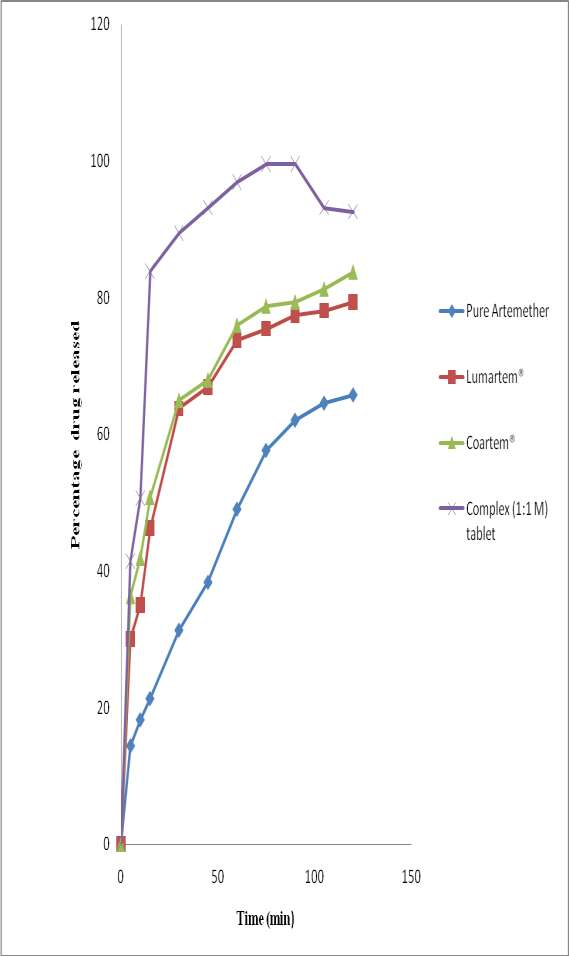 120
100
80
60
40
20
0
0 50 100 150
Percentage drug released
Time (min)
Pure Artemether
Lumartem®
Coartem®
Complex (1:1 M)
tablet